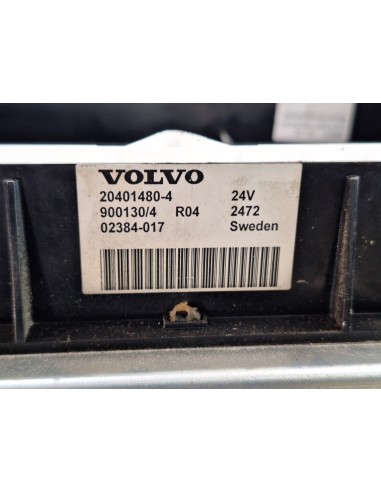 VOLVO
20401480-4 24V
900130/4 R04 2472
02384-017 Sweden